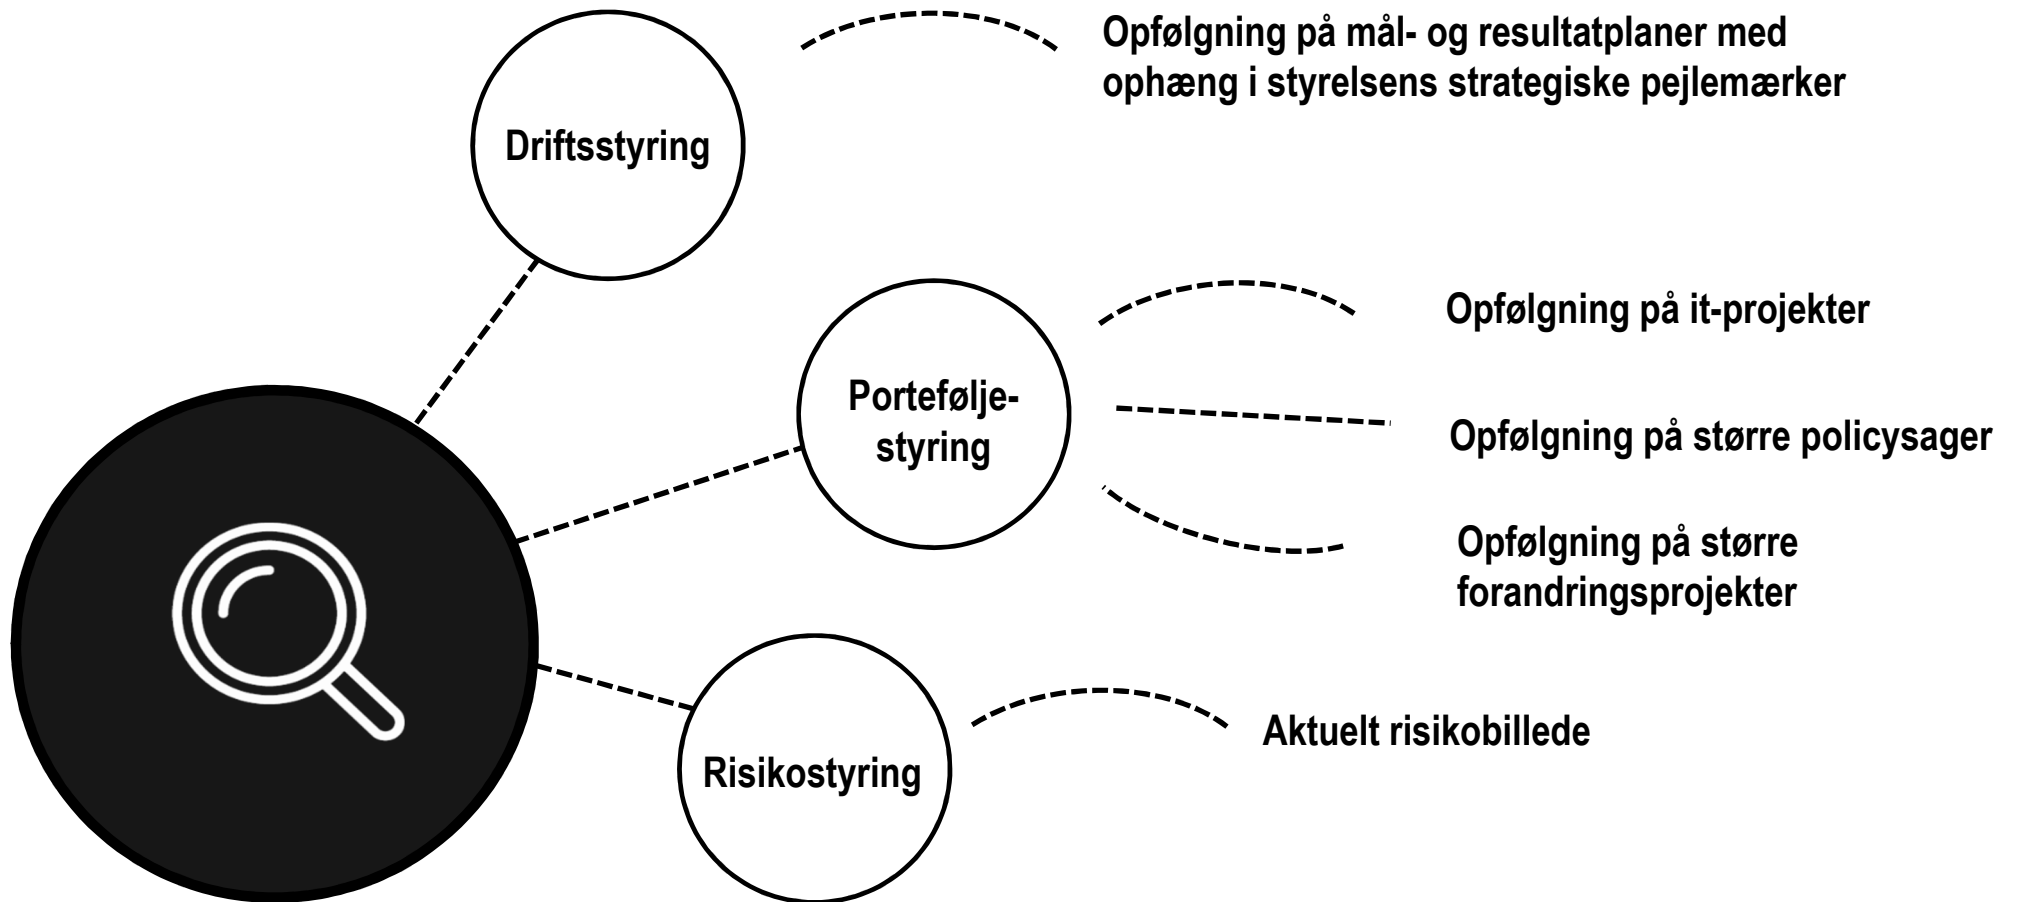 Driftsstyring
Opfølgning på mål- og resultatplaner med
ophæng i styrelsens strategiske pejlemærker
Portefølje-
styring
Opfølgning på it-projekter
Opfølgning på større policysager
Opfølgning på større
forandringsprojekter
Risikostyring
Aktuelt risikobillede